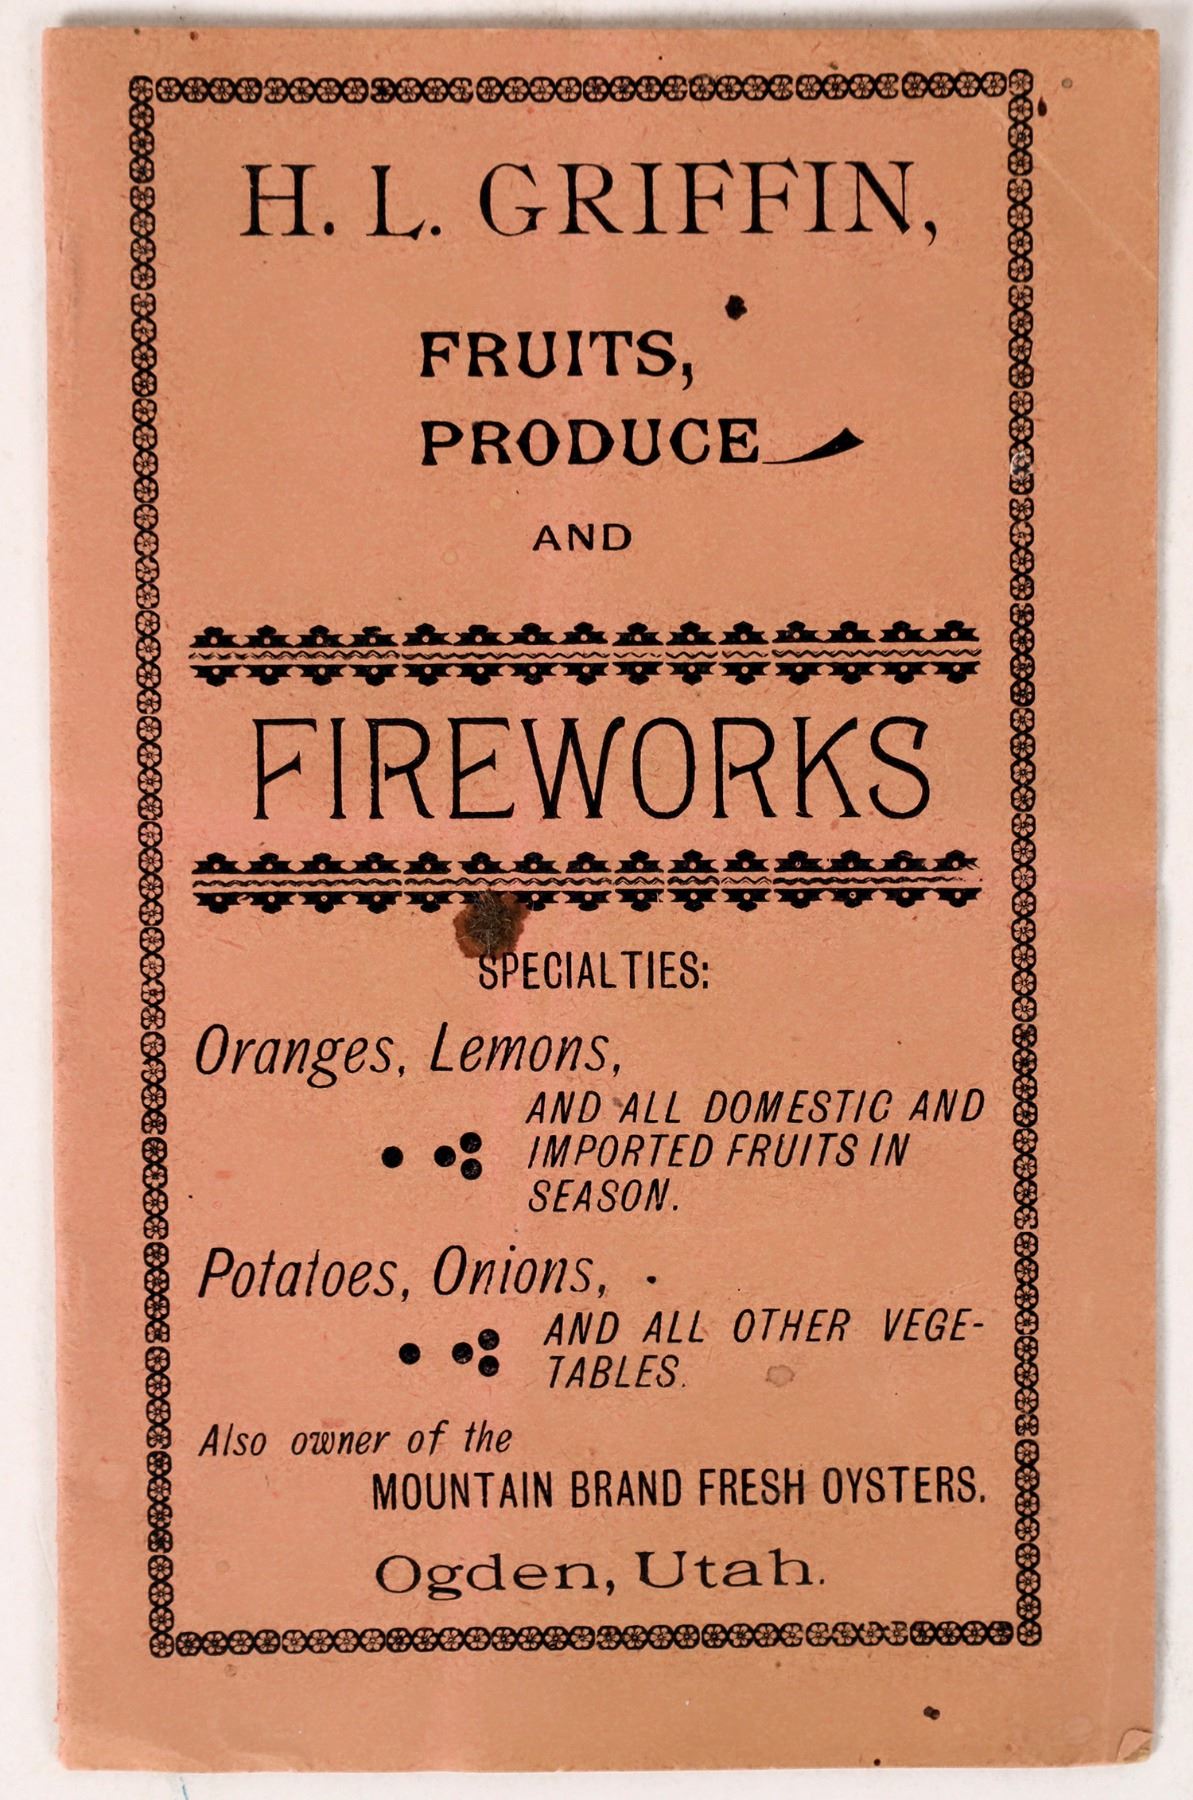 H. L. GRIFFIN,
FRUITS,
PRODUCE
AND
FIREWORKS
SPECIALTIES:
Oranges, Lemons,
AND ALL DOMESTIC AND
IMPORTED FRUITS IN
SEASON.
Potatoes, Onions,
AND ALL OTHER VEGE-
TABLES.
Also owner of the
MOUNTAIN BRAND FRESH OYSTERS.
Ogden, Utah.